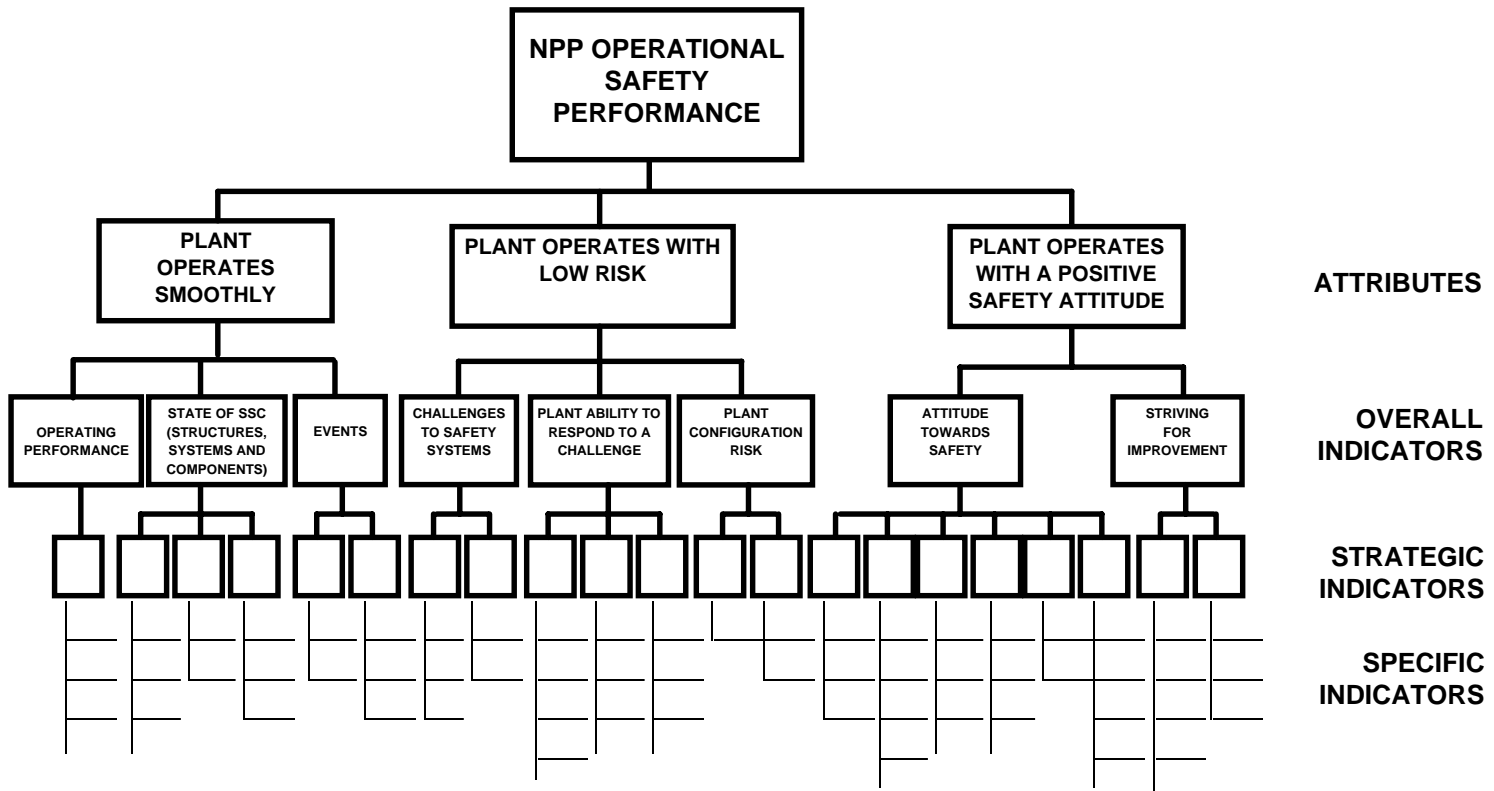 NPP OPERATIONAL
SAFETY
PERFORMANCE
PLANT
OPERATES
SMOOTHLY
PLANT OPERATES WITH
LOW RISK
PLANT OPERATES
WITH A POSITIVE
SAFETY ATTITUDE
ATTRIBUTES
OPERATING
PERFORMANCE
STATE OF SSC
(STRUCTURES,
SYSTEMS AND
COMPONENTS)
EVENTS
CHALLENGES
TO SAFETY
SYSTEMS
PLANT ABILITY TO
RESPOND TO A
CHALLENGE
PLANT
CONFIGURATION
RISK
ATTITUDE
TOWARDS
SAFETY
STRIVING
FOR
IMPROVEMENT
OVERALL
INDICATORS
STRATEGIC
INDICATORS
SPECIFIC
INDICATORS